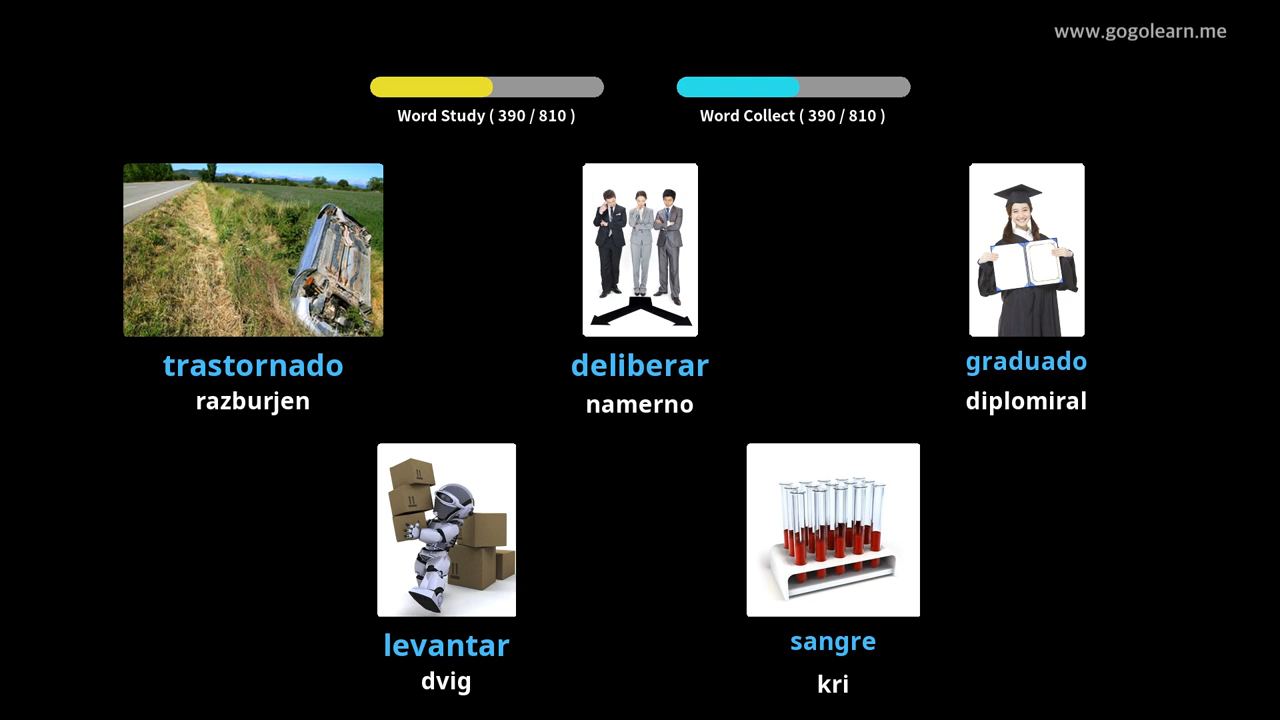 www.gogolearn.me
Word Study ( 390 / 810 )
Word Collect ( 390 / 810 )
trastornado
razburjen
deliberar
namerno
graduado
diplomiral
levantar
dvig
sangre
kri